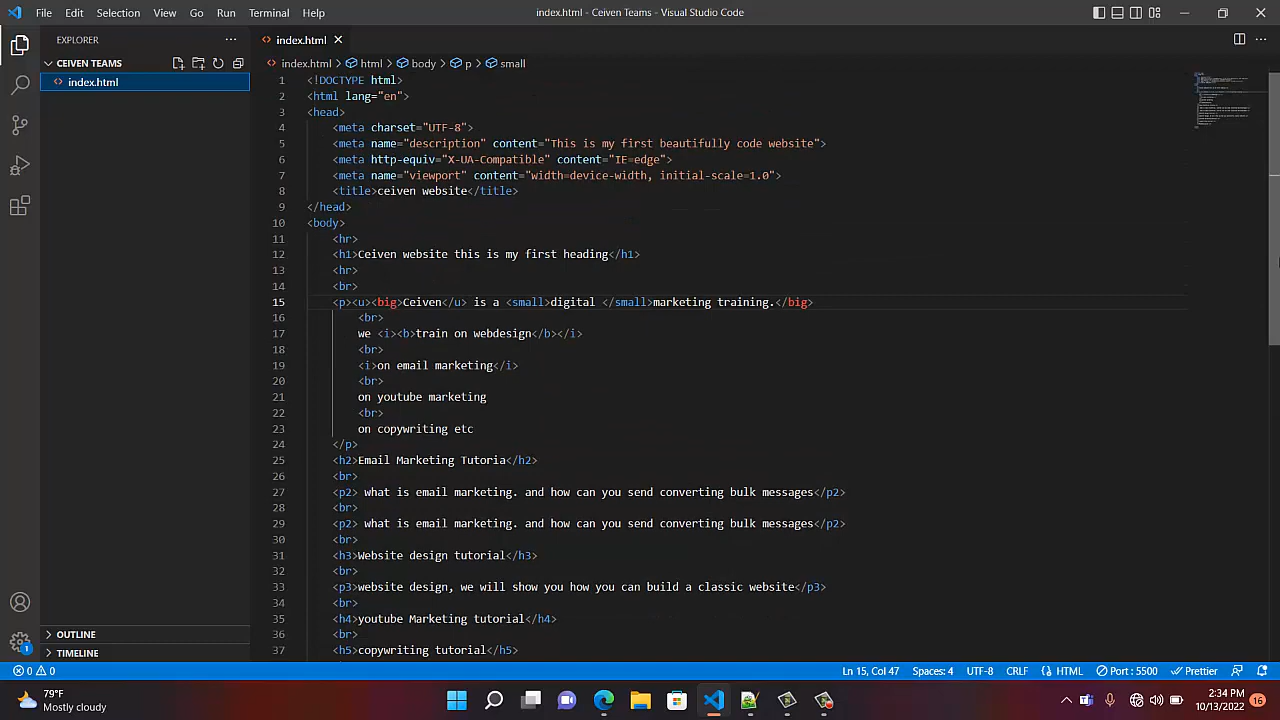 File Edit Selection View Go Run Terminal Help
index.html - Ceiven Teams - Visual Studio Code
EXPLORER
CEIVEN TEAMS
index.html
index.html
index.html > html > body > p > small
1 <!DOCTYPE html>
2 <html lang="en">
3 <head>
4 <meta charset="UTF-8">
5 <meta name="description" content="This is my first beautifully code website">
6 <meta http-equiv="X-UA-Compatible" content="IE=edge">
7 <meta name="viewport" content="width=device-width, initial-scale=1.0">
8 <title>ceiven website</title>
9 </head>
10 <body>
11 <hr>
12 <h1>Ceiven website this is my first heading</h1>
13 <hr>
14 <br>
15 <p><u><big>Ceiven</u> is a <small>digital </small>marketing training.</big>
16 <br>
17 we <i><b>train on webdesign</b></i>
18 <br>
19 <i>on email marketing</i>
20 <br>
21 on youtube marketing
22 <br>
23 on copywriting etc
24 </p>
25 <h2>Email Marketing Tutoria</h2>
26 <br>
27 <p2> what is email marketing. and how can you send converting bulk messages</p2>
28 <br>
29 <p2> what is email marketing. and how can you send converting bulk messages</p2>
30 <br>
31 <h3>Website design tutorial</h3>
32 <br>
33 <p3>website design, we will show you how you can build a classic website</p3>
34 <br>
35 <h4>youtube Marketing tutorial</h4>
36 <br>
37 <h5>copywriting tutorial</h5>
OUTLINE
TIMELINE
0 0
Ln 15, Col 47 Spaces: 4 UTF-8 CRLF HTML Port : 5500 Prettier
1
79°F
Mostly cloudy
2:34 PM
10/13/2022
16